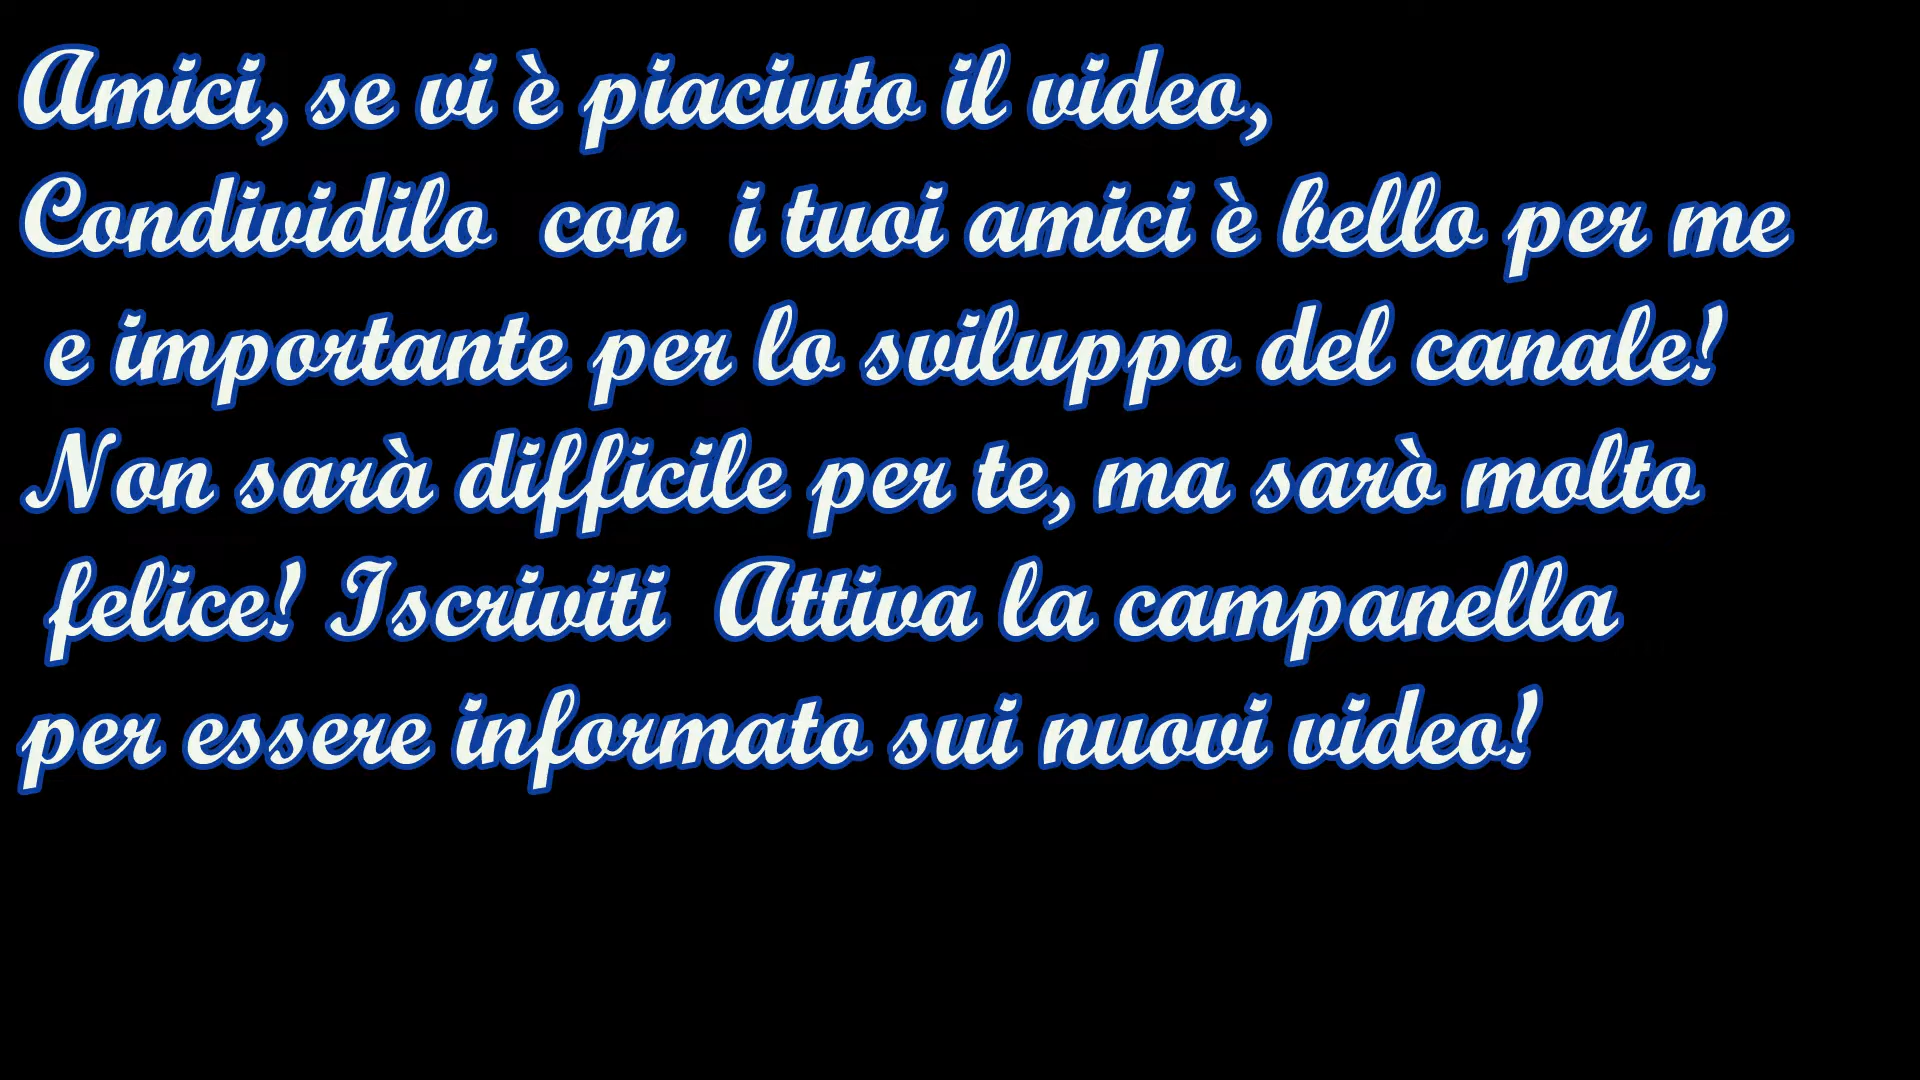 Amici, se vi è piaciuto il video,
Condividilo con i tuoi amici è bello per me
e importante per lo sviluppo del canale!
Non sarà difficile per te, ma sarò molto
felice! Iscriviti Attiva la campanella
per essere informato sui nuovi video!